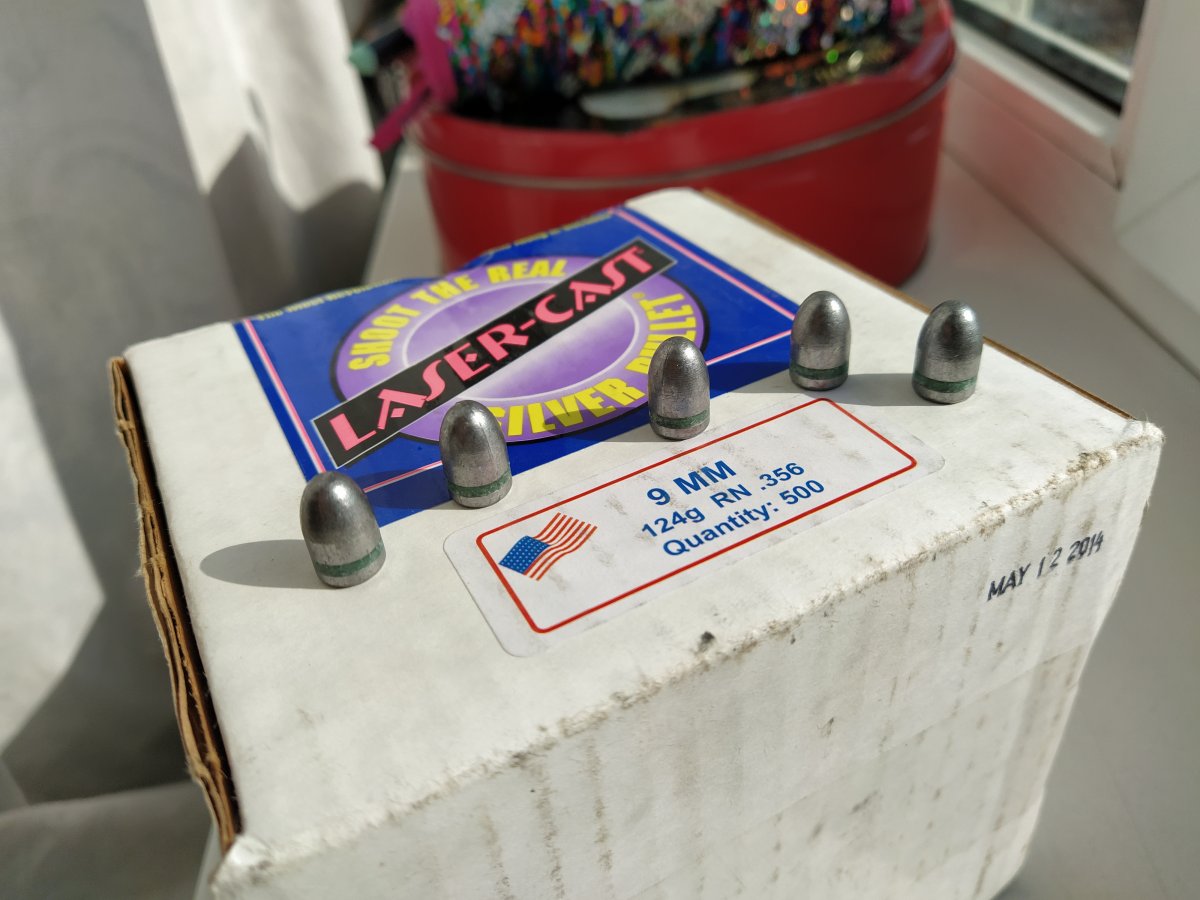 SHOOT THE REAL
LASER-CAST
SILVER BULLET®
9 MM
124g RN .356
Quantity: 500
MAY 12 2014